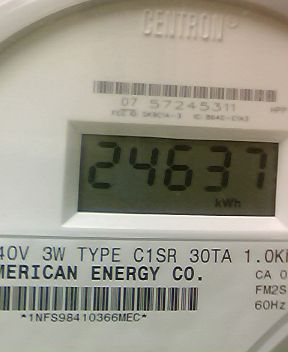 CENTRON®
07 57245311
24637
kWh
40V 3W TYPE C1SR 30TA 1.0K
MERICAN ENERGY CO.
CA 0
FM2S
60Hz
*1NFS98410366MEC*